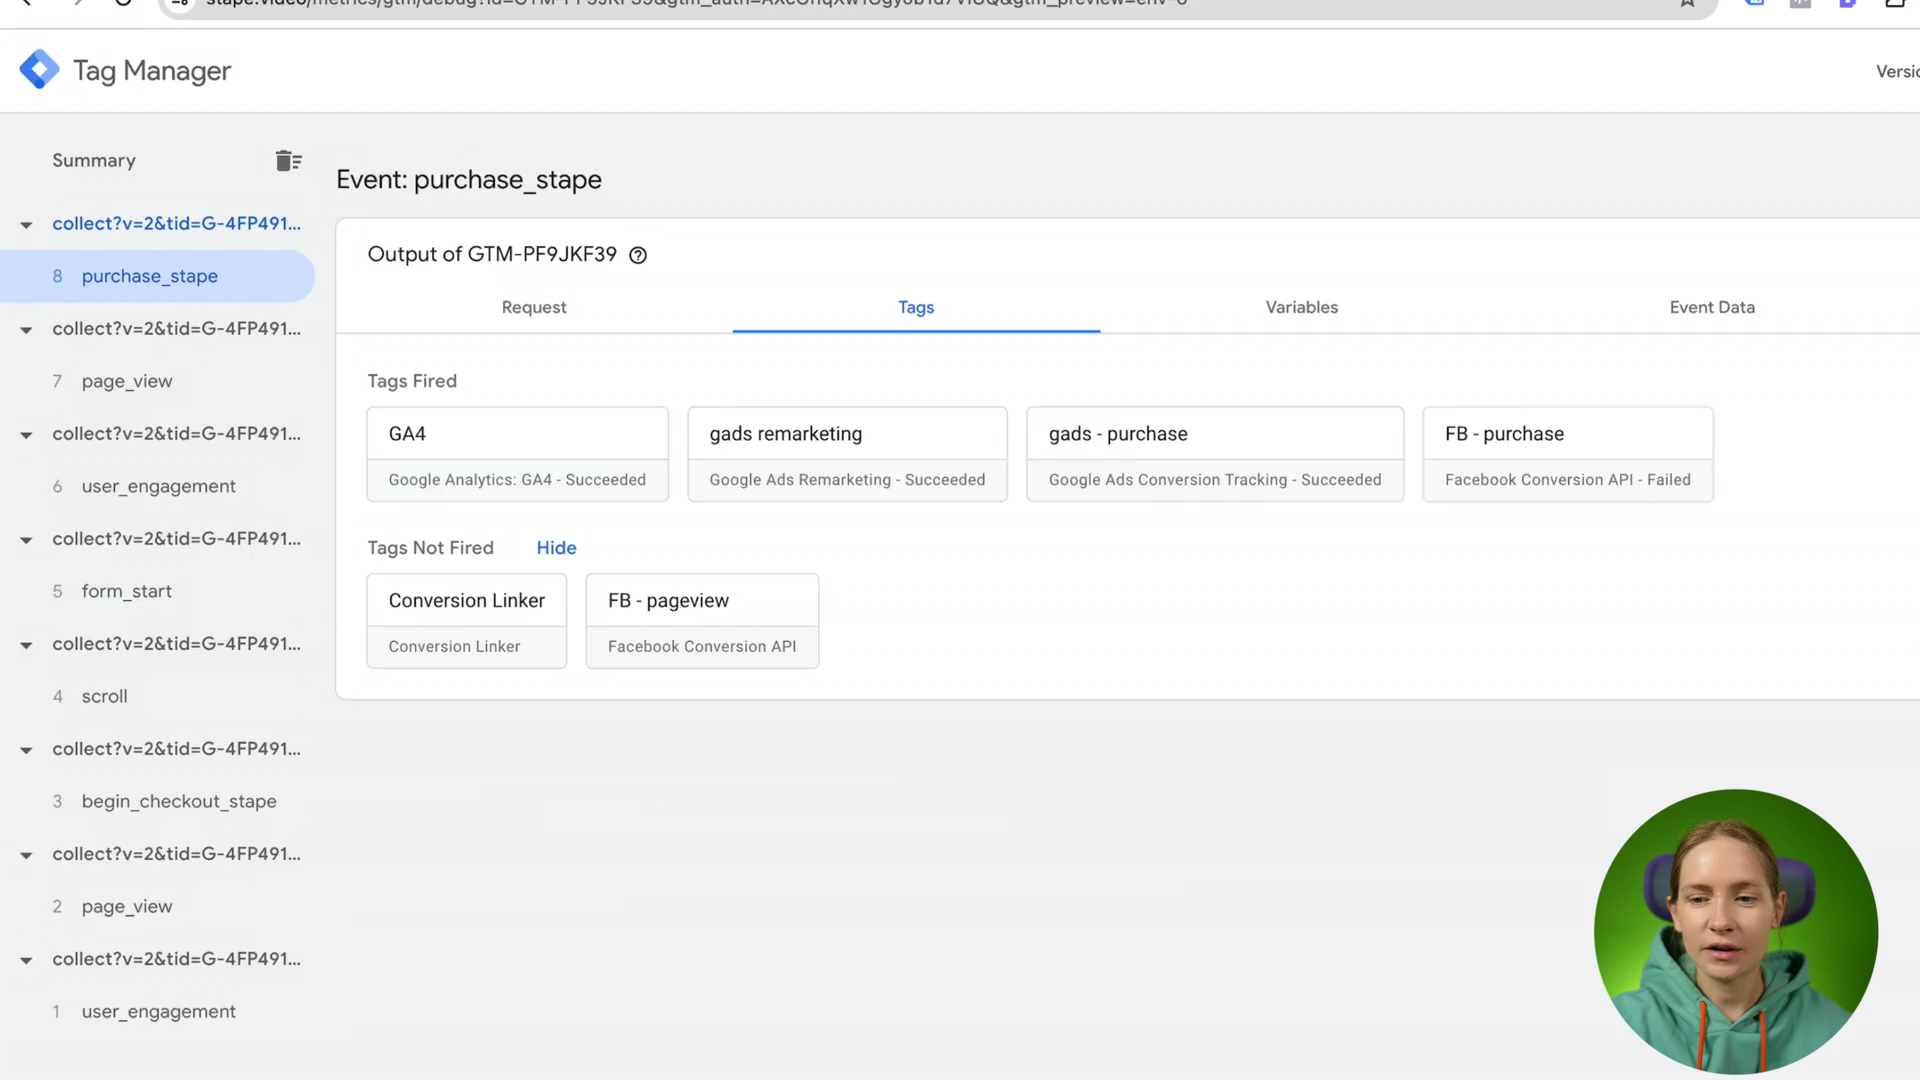 Tag Manager
Versio
Summary
Event: purchase_stape
collect?v=2&tid=G-4FP491...
8 purchase_stape
collect?v=2&tid=G-4FP491...
7 page_view
collect?v=2&tid=G-4FP491...
6 user_engagement
collect?v=2&tid=G-4FP491...
5 form_start
collect?v=2&tid=G-4FP491...
4 scroll
collect?v=2&tid=G-4FP491...
3 begin_checkout_stape
collect?v=2&tid=G-4FP491...
2 page_view
collect?v=2&tid=G-4FP491...
1 user_engagement
Output of GTM-PF9JKF39
Request Tags Variables Event Data
Tags Fired
GA4
Google Analytics: GA4 - Succeeded
gads remarketing
Google Ads Remarketing - Succeeded
gads - purchase
Google Ads Conversion Tracking - Succeeded
FB - purchase
Facebook Conversion API - Failed
Tags Not Fired Hide
Conversion Linker
Conversion Linker
FB - pageview
Facebook Conversion API